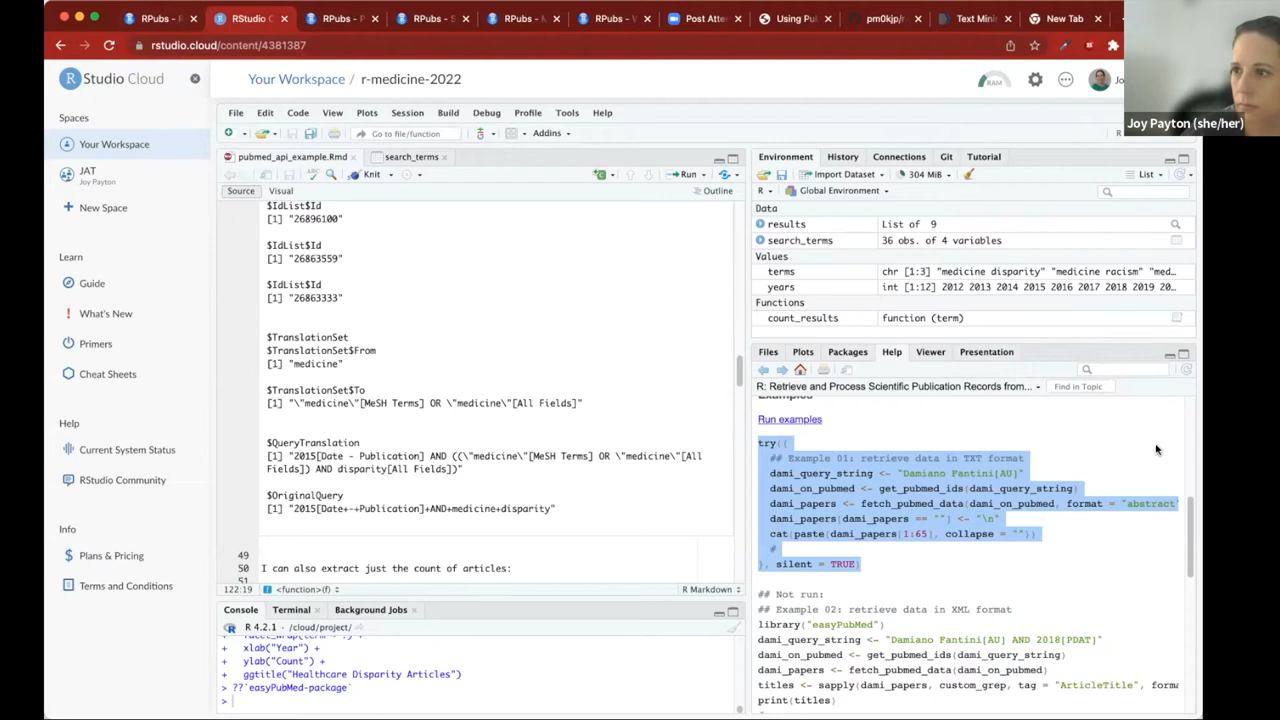 RPubs - R
RStudio C
RPubs - P
RPubs - S
RPubs - M
RPubs - V
Post Atte
Using Pul
pm0kjp/r
Text Mini
New Tab
rstudio.cloud/content/4381387
Joy Payton (she/her)
R Studio Cloud
Your Workspace / r-medicine-2022
RAM
Jo
Spaces
Your Workspace
JAT
Joy Payton
New Space
Learn
Guide
What's New
Primers
Cheat Sheets
Help
Current System Status
RStudio Community
Info
Plans & Pricing
Terms and Conditions
File Edit Code View Plots Session Build Debug Profile Tools Help
Go to file/function
Addins
pubmed_api_example.Rmd
search_terms
Knit
Run
Source Visual
Outline
$IdList$Id
[1] "26896100"
$IdList$Id
[1] "26863559"
$IdList$Id
[1] "26863333"
$TranslationSet
$TranslationSet$From
[1] "medicine"
$TranslationSet$To
[1] "\"medicine\"[MeSH Terms] OR \"medicine\"[All Fields]"
$QueryTranslation
[1] "2015[Date - Publication] AND ((\"medicine\"[MeSH Terms] OR \"medicine\"[All
Fields]) AND disparity[All Fields])"
$OriginalQuery
[1] "2015[Date+-+Publication]+AND+medicine+disparity"
49
50 I can also extract just the count of articles:
51
122:19 <function>(f)
R Markdown
Console Terminal Background Jobs
R 4.2.1 · /cloud/project/
+ xlab("Year") +
+ ylab("Count") +
+ ggtitle("Healthcare Disparity Articles")
> ??`easyPubMed-package`
>
Environment History Connections Git Tutorial
Import Dataset 304 MiB List
R Global Environment
Data
results List of 9
search_terms 36 obs. of 4 variables
Values
terms chr [1:3] "medicine disparity" "medicine racism" "med…
years int [1:12] 2012 2013 2014 2015 2016 2017 2018 2019 20…
Functions
count_results function (term)
Files Plots Packages Help Viewer Presentation
R: Retrieve and Process Scientific Publication Records from...
Find in Topic
Examples
Run examples
try({
## Example 01: retrieve data in TXT format
dami_query_string <- "Damiano Fantini[AU]"
dami_on_pubmed <- get_pubmed_ids(dami_query_string)
dami_papers <- fetch_pubmed_data(dami_on_pubmed, format = "abstract"
dami_papers[dami_papers == ""] <- "\n"
cat(paste(dami_papers[1:65], collapse = ""))
#
}, silent = TRUE)
## Not run:
## Example 02: retrieve data in XML format
library("easyPubMed")
dami_query_string <- "Damiano Fantini[AU] AND 2018[PDAT]"
dami_on_pubmed <- get_pubmed_ids(dami_query_string)
dami_papers <- fetch_pubmed_data(dami_on_pubmed)
titles <- sapply(dami_papers, custom_grep, tag = "ArticleTitle", forma
print(titles)